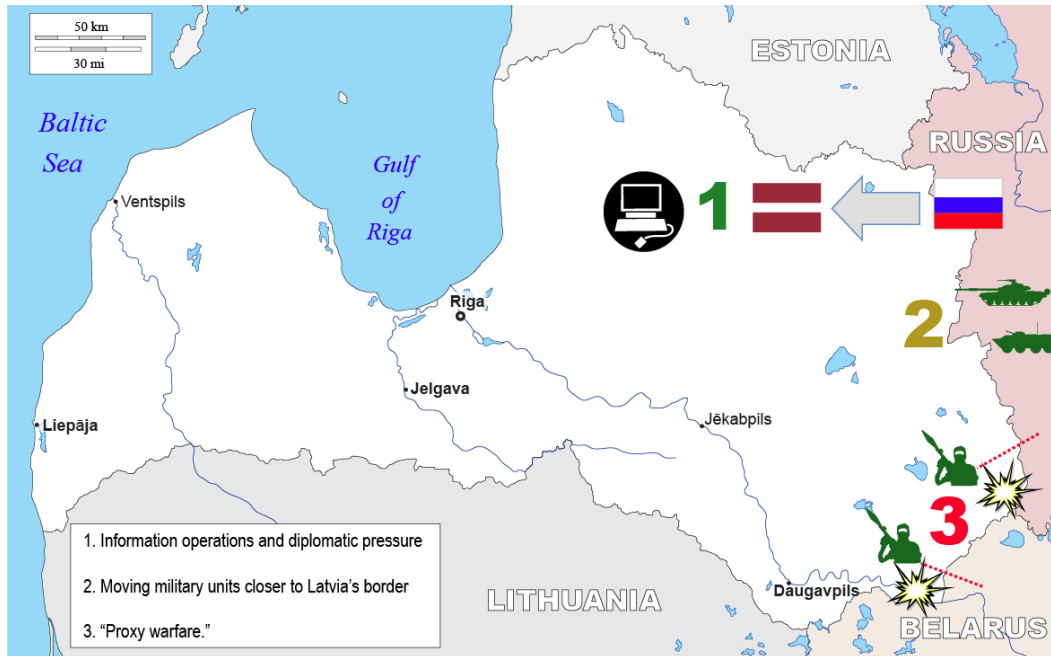 50 km
30 mi
ESTONIA
RUSSIA
Baltic
Sea
Gulf
of
Riga
1
Ventspils
Riga
2
Jelgava
Liepāja
Jēkabpils
3
1. Information operations and diplomatic pressure
2. Moving military units closer to Latvia's border
3. “Proxy warfare.”
LITHUANIA
Daugavpils
BELARUS